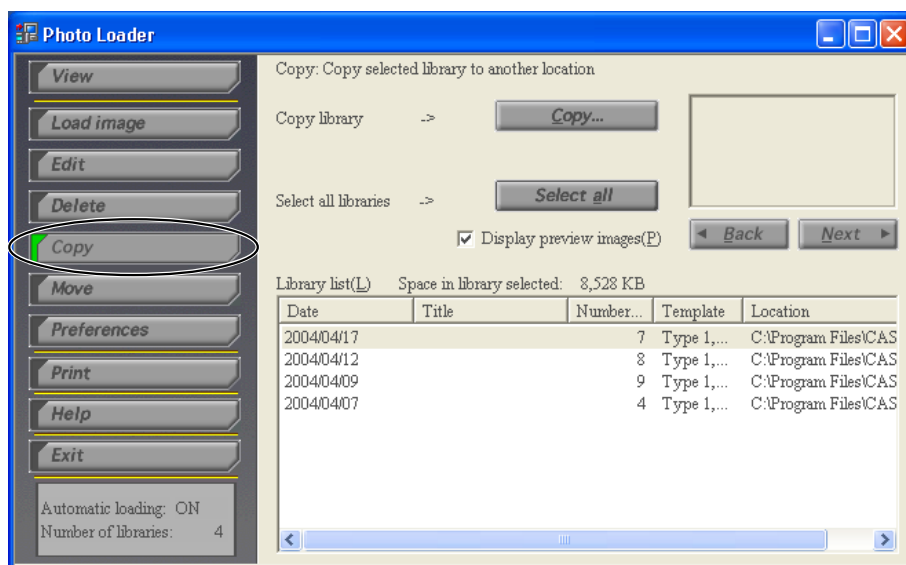 Photo Loader
View
Load image
Edit
Delete
Copy
Move
Preferences
Print
Help
Exit
Automatic loading: ON
Number of libraries: 4
Copy: Copy selected library to another location
Copy library -> Copy...
Select all libraries -> Select all
Display preview images(P)
Back Next
Library list(L) Space in library selected: 8,528 KB
Date Title Number... Template Location
2004/04/17 7 Type 1,... C:\Program Files\CAS
2004/04/12 8 Type 1,... C:\Program Files\CAS
2004/04/09 9 Type 1,... C:\Program Files\CAS
2004/04/07 4 Type 1,... C:\Program Files\CAS